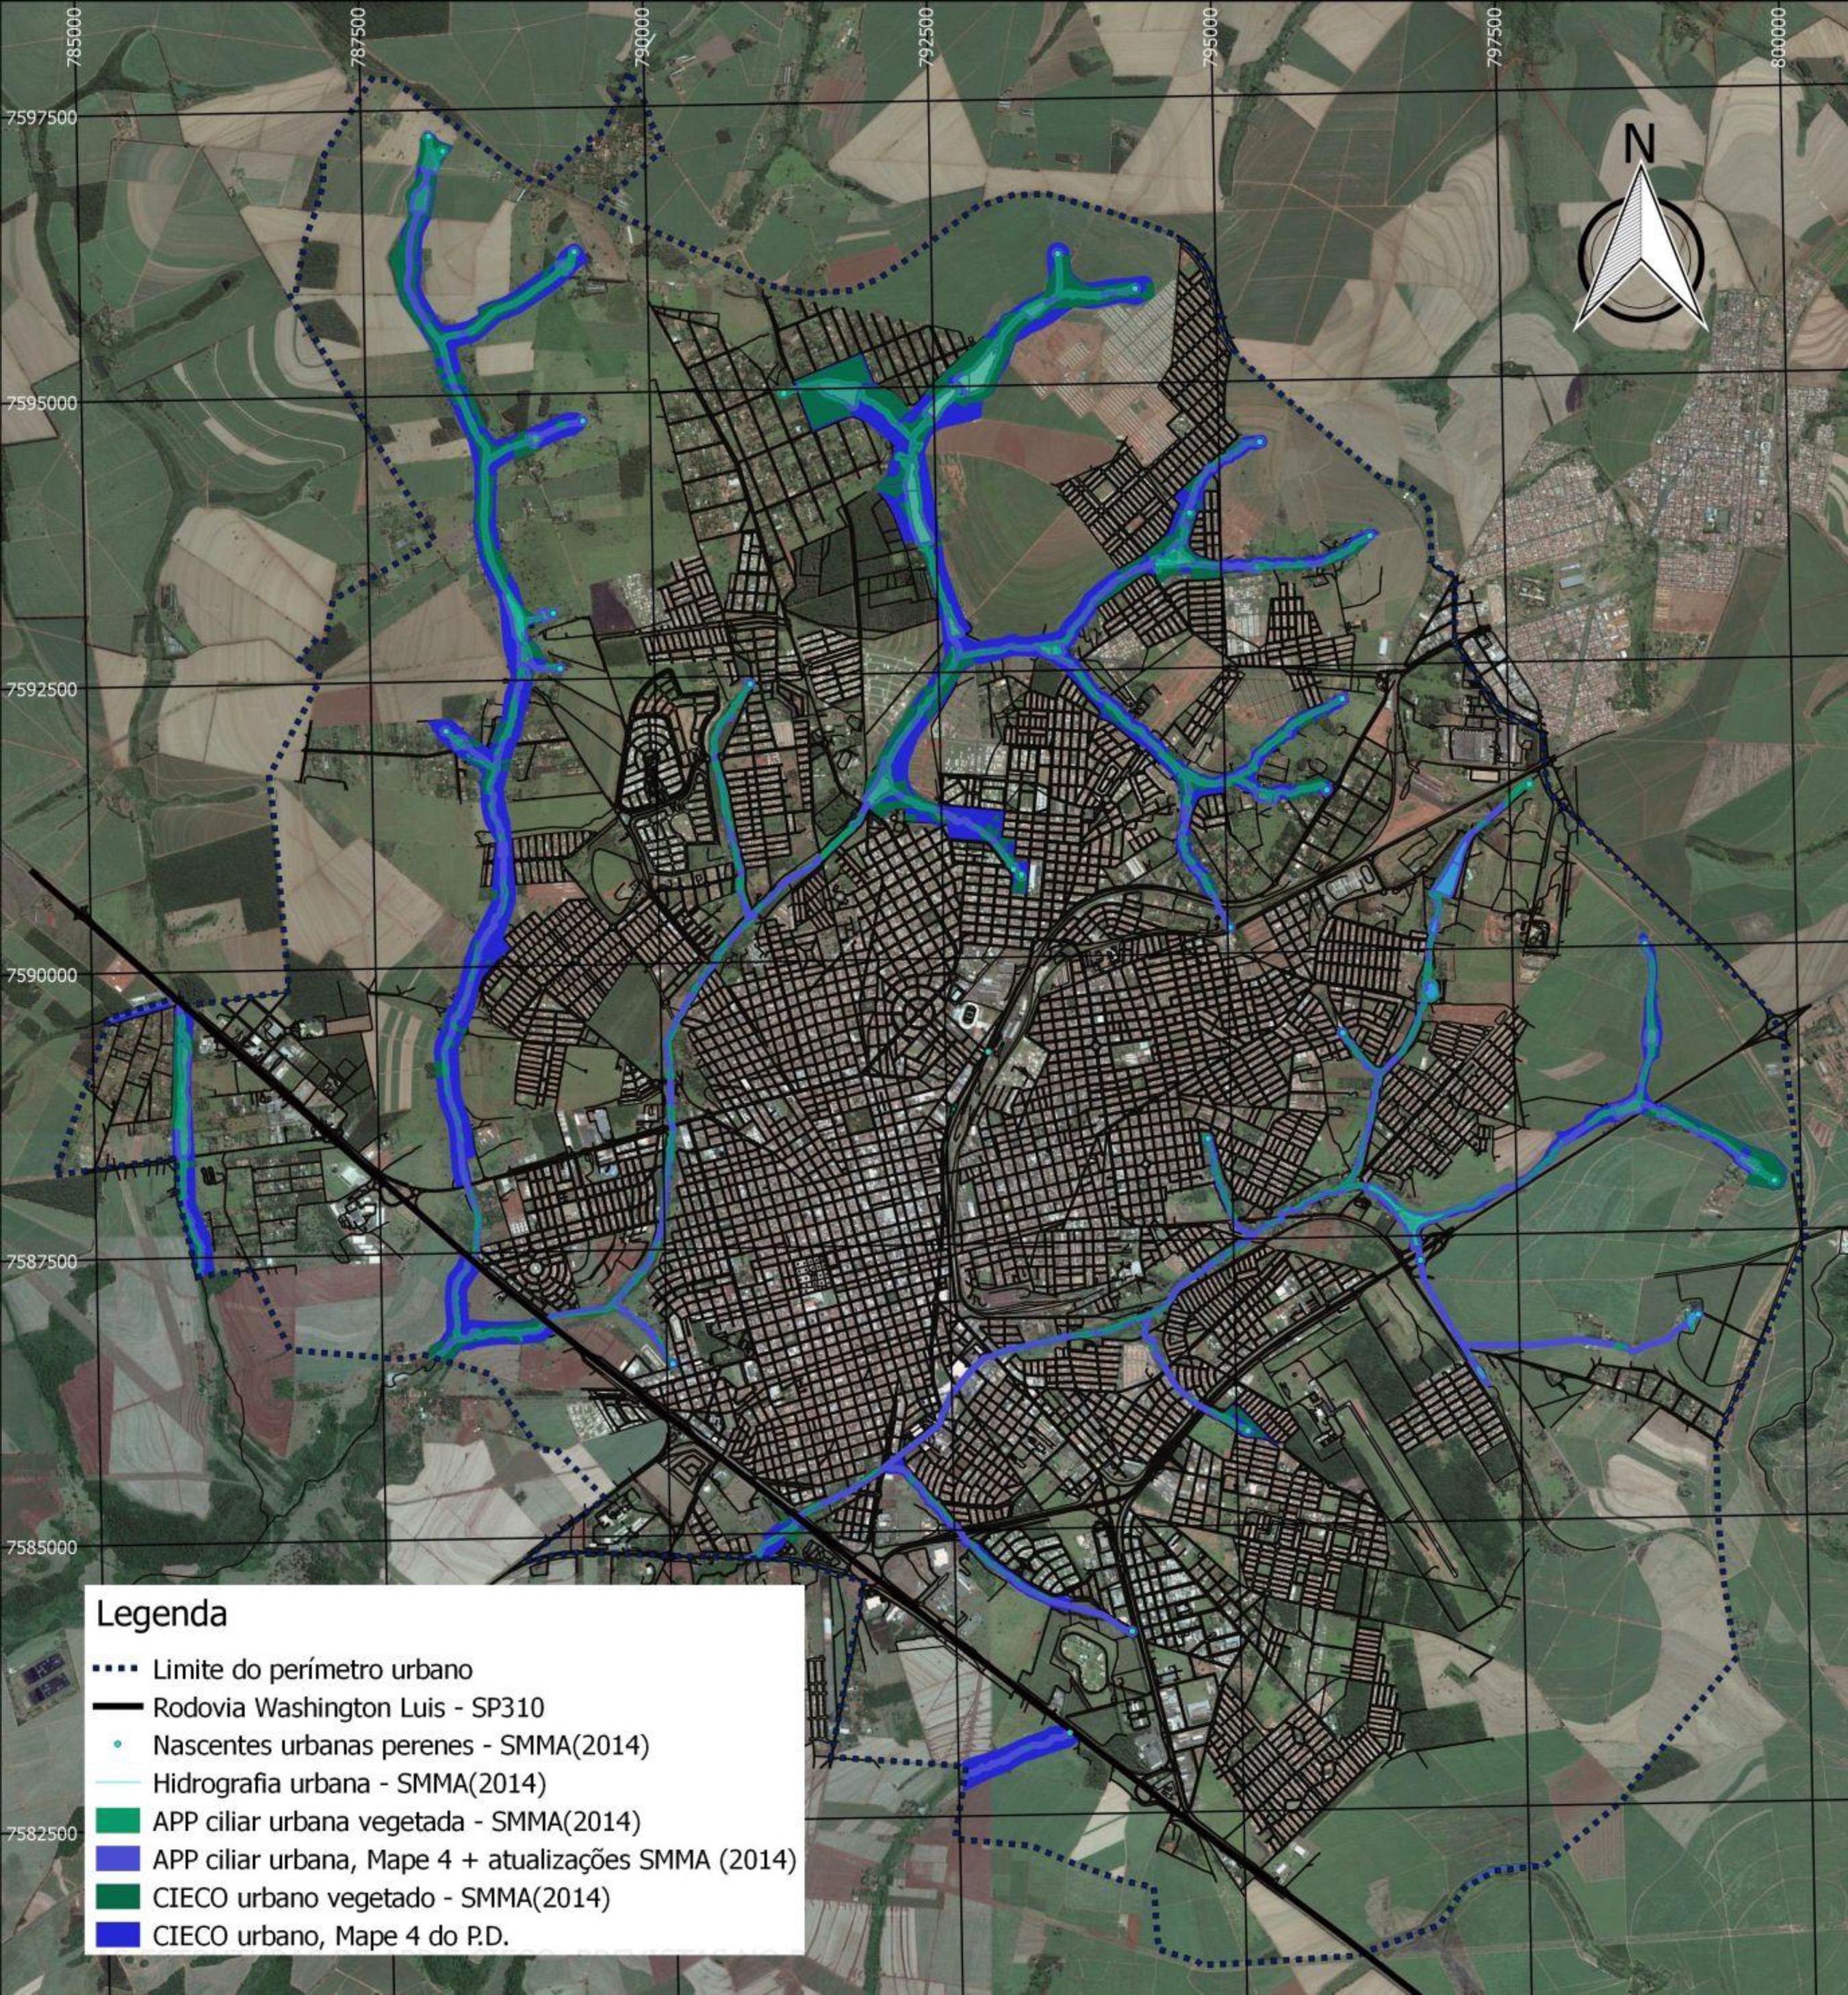 785000
787500
790000
792500
795000
797500
800000
7597500
N
7595000
7592500
7590000
7587500
7585000
7582500
Legenda
Limite do perímetro urbano
Rodovia Washington Luis - SP310
Nascentes urbanas perenes - SMMA(2014)
Hidrografia urbana - SMMA(2014)
APP ciliar urbana vegetada - SMMA(2014)
APP ciliar urbana, Mape 4 + atualizações SMMA (2014)
CIECO urbano vegetado - SMMA(2014)
CIECO urbano, Mape 4 do P.D.